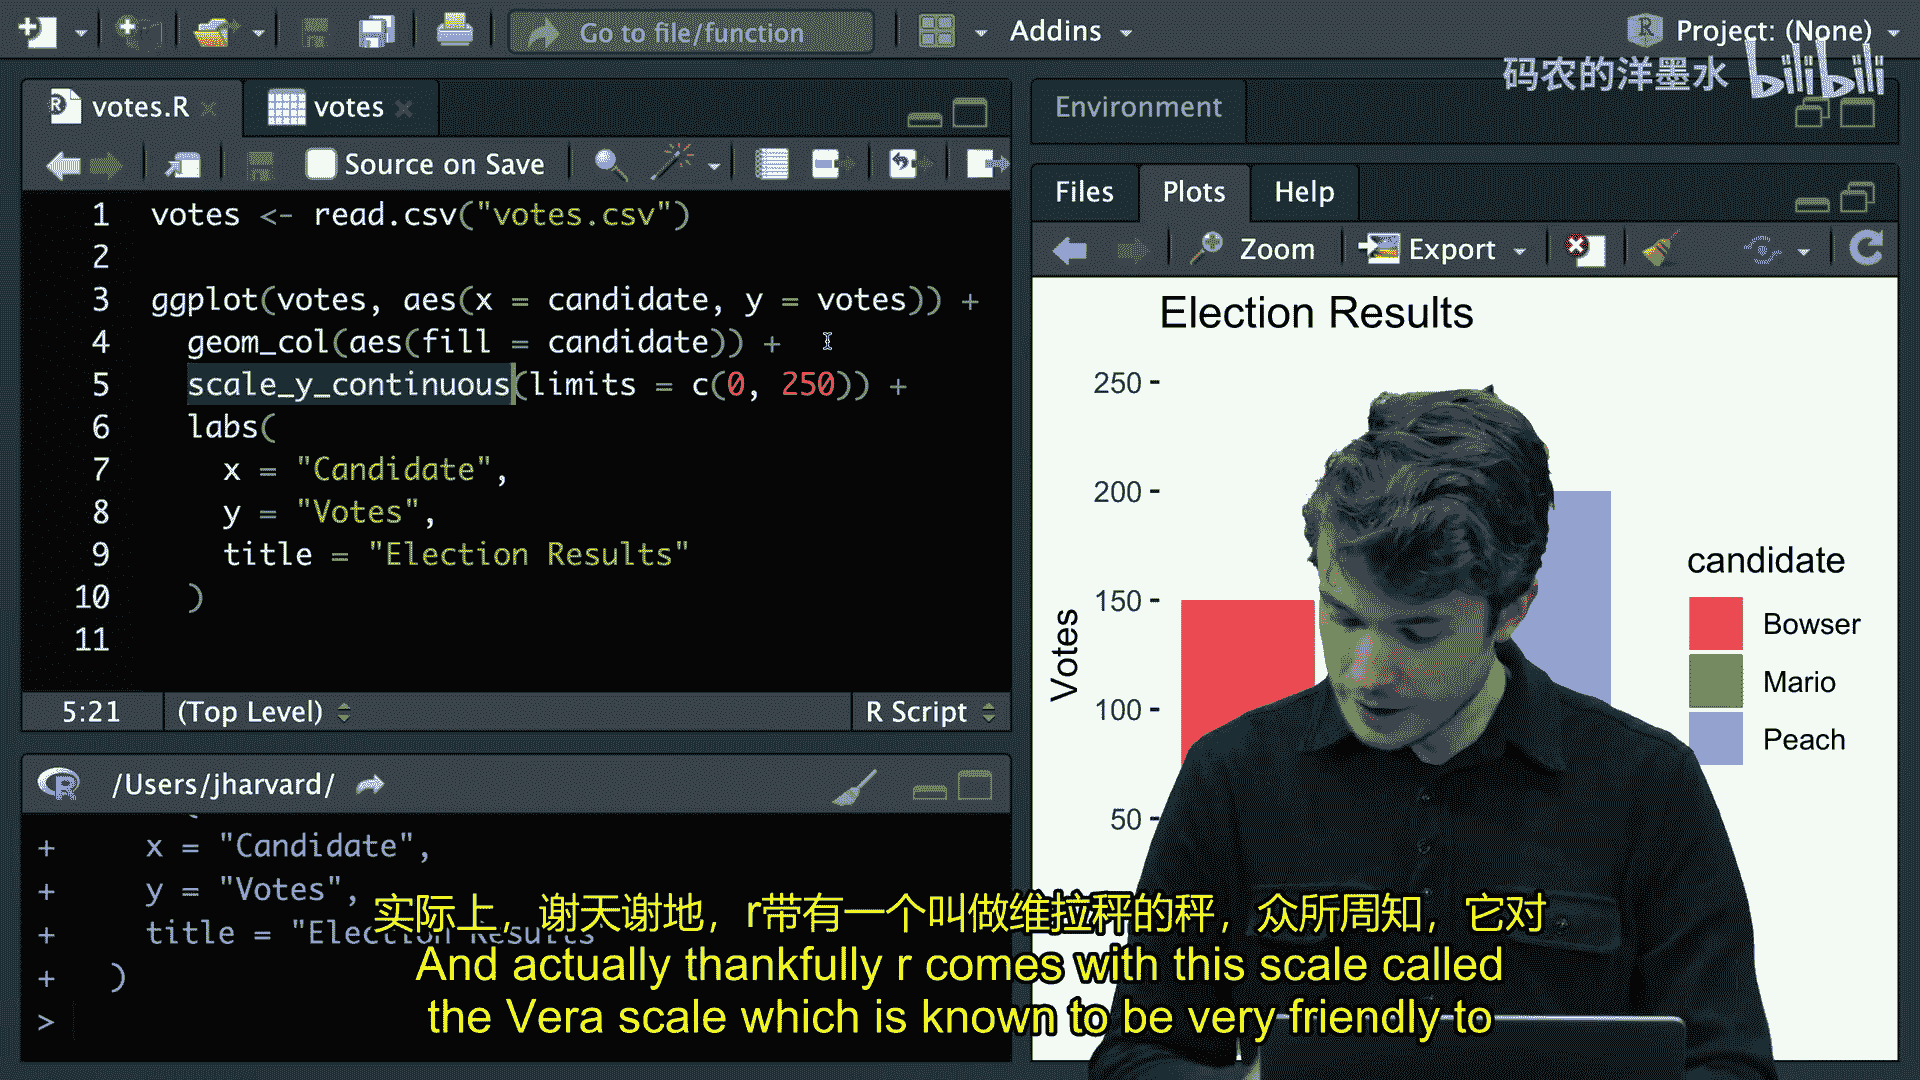 Go to file/function
Addins
Project: (None)
码农的洋墨水 bilibili
votes.R
votes
Source on Save
1 votes <- read.csv("votes.csv")
2
3 ggplot(votes, aes(x = candidate, y = votes)) +
4 geom_col(aes(fill = candidate)) +
5 scale_y_continuous(limits = c(0, 250)) +
6 labs(
7 x = "Candidate",
8 y = "Votes",
9 title = "Election Results"
10 )
11
5:21 (Top Level) R Script
/Users/jharvard/
+ x = "Candidate",
+ y = "Votes",
+ title = "Election Results"
+ )
>
Environment
Files Plots Help
Zoom Export
Election Results
250
200
150
100
50
Votes
candidate
Bowser
Mario
Peach
实际上，谢天谢地，r带有一个叫做维拉秤的秤，众所周知，它对
And actually thankfully r comes with this scale called
the Vera scale which is known to be very friendly to